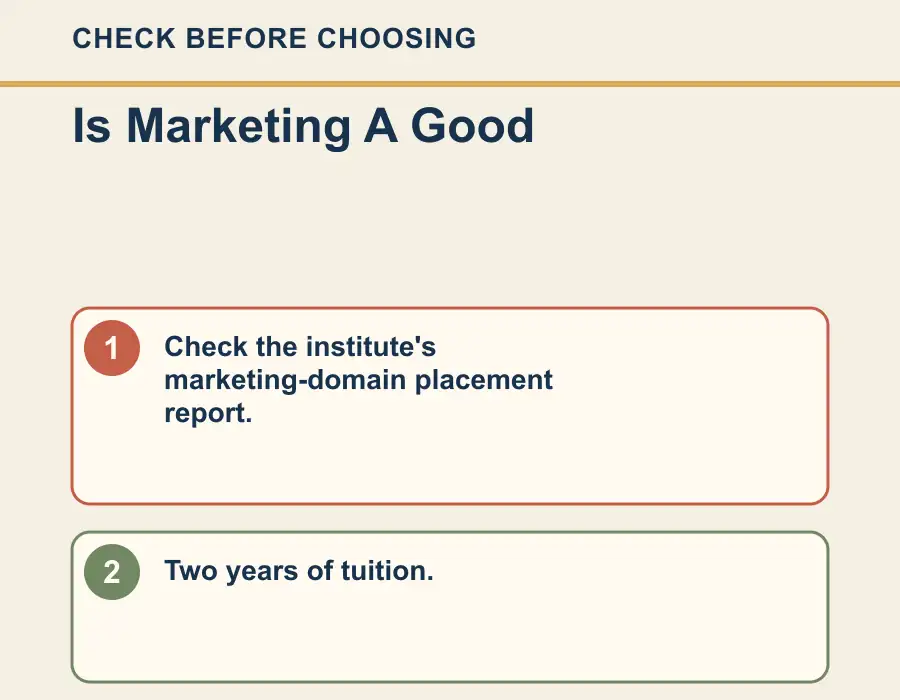 CHECK BEFORE CHOOSING
Is Marketing A Good
1
Check the institute's
marketing-domain placement
report.
2
Two years of tuition.